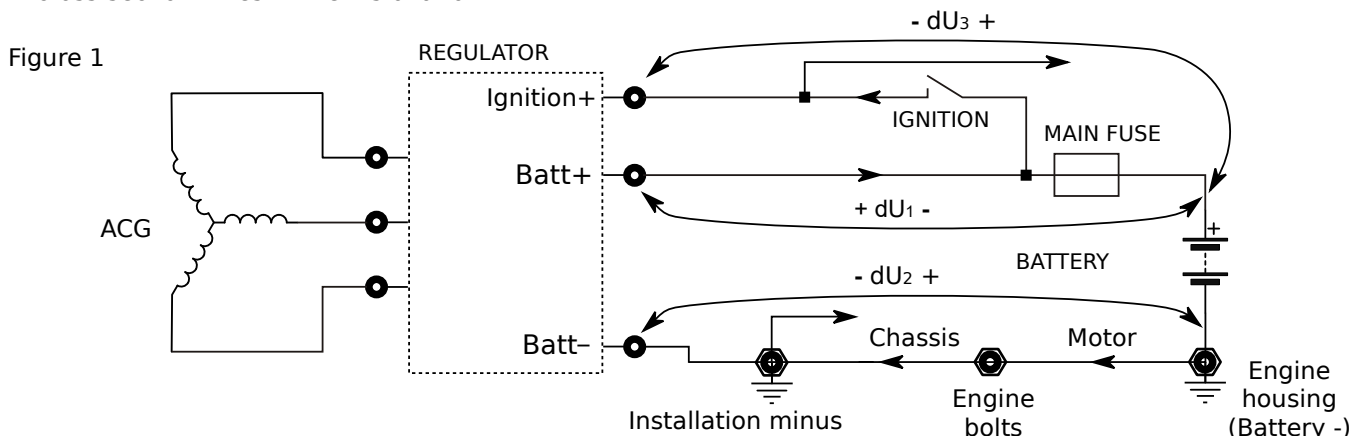 - dU3 +
Figure 1
REGULATOR
Ignition+
IGNITION
MAIN FUSE
Batt+
+ dU1 -
ACG
+
BATTERY
- dU2 +
Batt–
Chassis
Motor
Installation minus
Engine
bolts
Engine
housing
(Battery -)